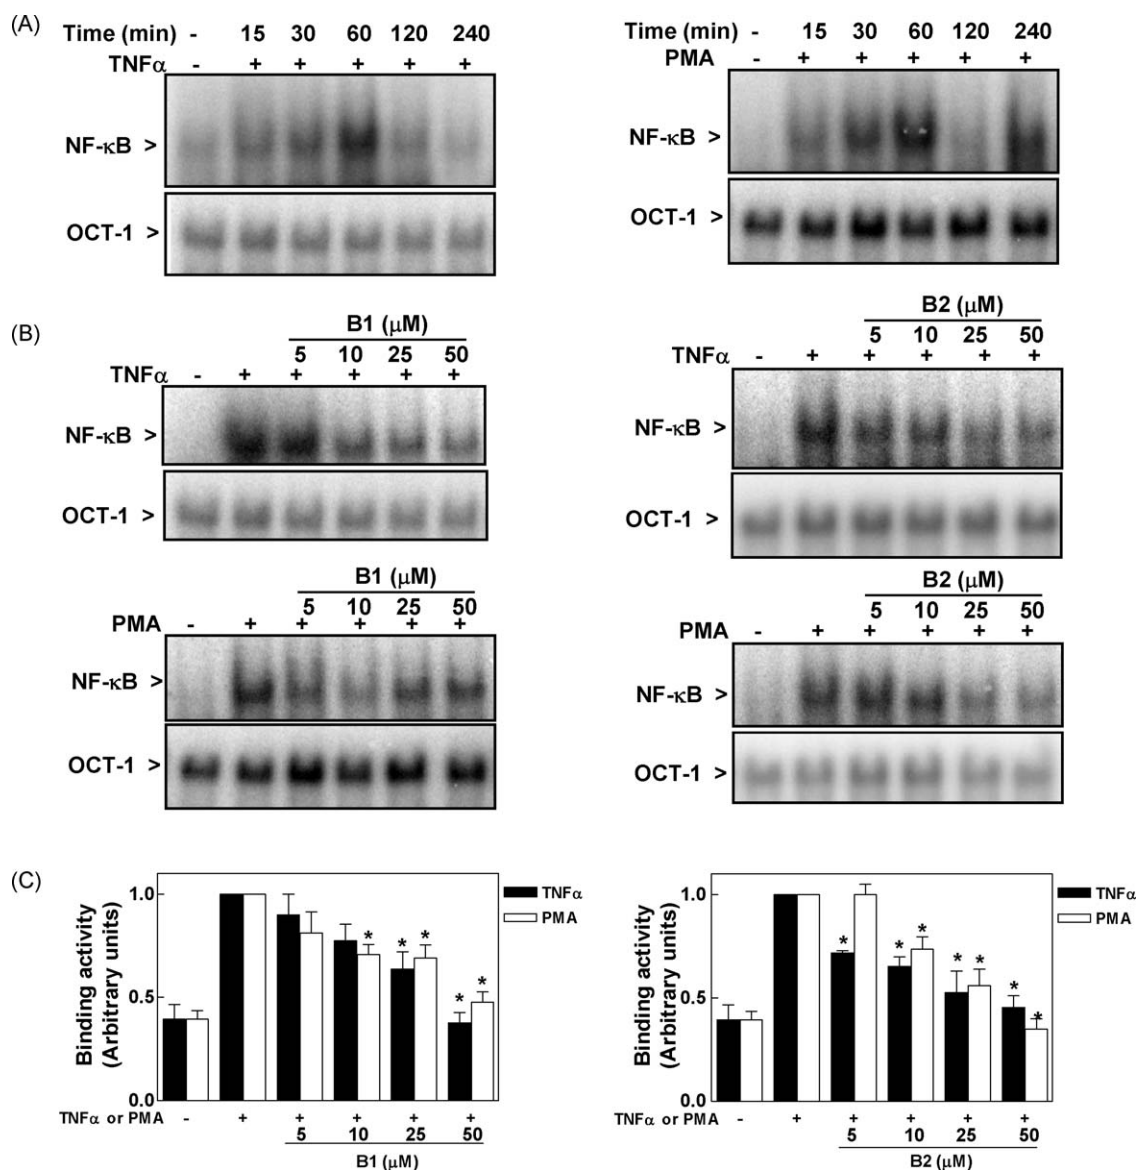 (A)
Time (min) - 15 30 60 120 240
TNFα - + + + + +
NF-κB >
OCT-1 >
Time (min) - 15 30 60 120 240
PMA - + + + + +
NF-κB >
OCT-1 >
(B)
B1 (μM)
5 10 25 50
TNFα - + + + + +
NF-κB >
OCT-1 >
B2 (μM)
5 10 25 50
TNFα - + + + + +
NF-κB >
OCT-1 >
B1 (μM)
5 10 25 50
PMA - + + + + +
NF-κB >
OCT-1 >
B2 (μM)
5 10 25 50
PMA - + + + + +
NF-κB >
OCT-1 >
(C)
Binding activity
(Arbitrary units)
1.0
0.5
0.0
TNFα
PMA
* * * * *
TNFα or PMA - + + + + +
5 10 25 50
B1 (μM)
Binding activity
(Arbitrary units)
1.0
0.5
0.0
TNFα
PMA
* * * * * * *
TNFα or PMA - + + + + +
5 10 25 50
B2 (μM)